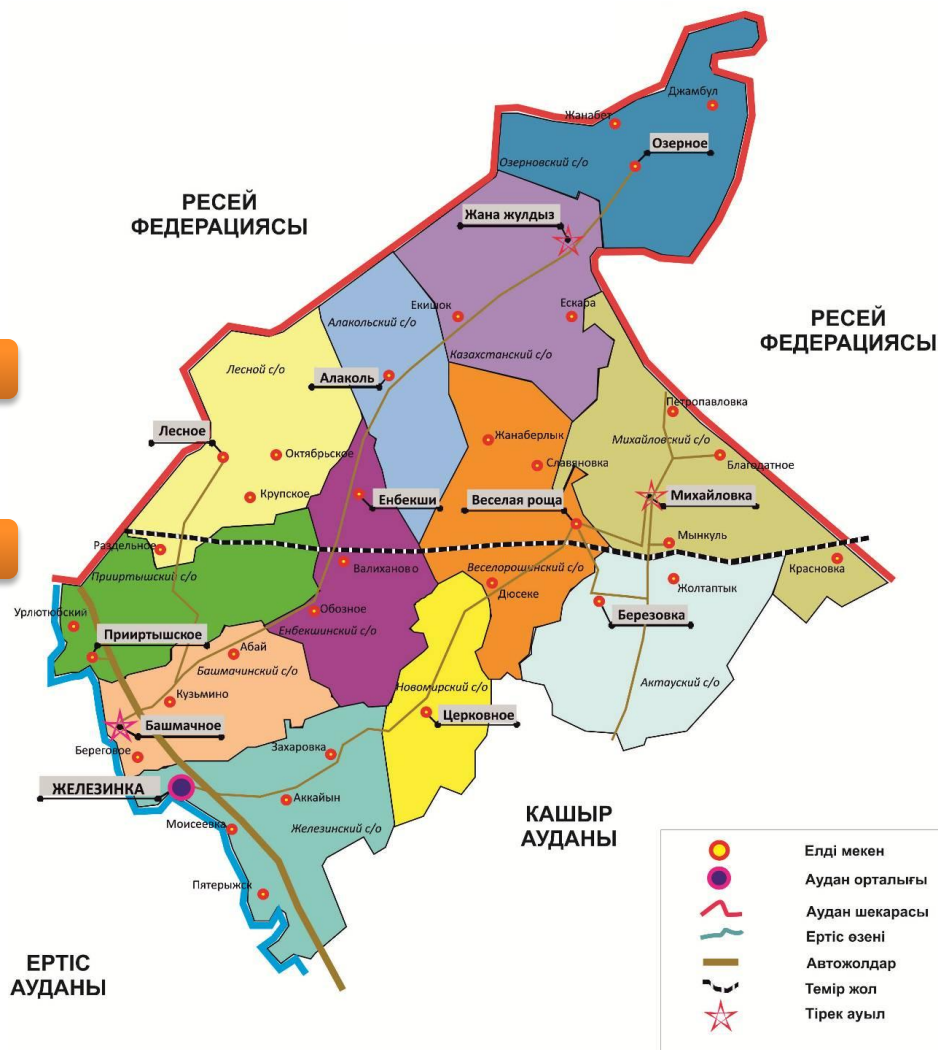 Джамбул
Жанабет
Озерное
Озерновский с/о
РЕСЕЙ
ФЕДЕРАЦИЯСЫ
Жана жулдыз
Екишок
Ескара
Алакольский с/о
РЕСЕЙ
ФЕДЕРАЦИЯСЫ
Казахстанский с/о
Лесной с/о
Алаколь
Петропавловка
Лесное
Жанаберлык
Михайловский с/о
Октябрьское
Славяновка
Благодатное
Крупское
Енбекши
Веселая роща
Михайловка
Мынкуль
Раздельное
Красновка
Прииртышский с/о
Валиханово
Веселорощинский с/о
Жолтаптык
Дюсеке
Урлютюбский
Обозное
Березовка
Енбекшинский с/о
Прииртышское
Абай
Башмачинский с/о
Актауский с/о
Новомирский с/о
Кузьмино
Церковное
Башмачное
Береговое
Захаровка
ЖЕЛЕЗИНКА
Аккайын
КАШЫР
АУДАНЫ
Моисеевка
Железинский с/о
Пятерыжск
ЕРТІС
АУДАНЫ
Елді мекен
Аудан орталығы
Аудан шекарасы
Ертіс өзені
Автожолдар
Темір жол
Тірек ауыл